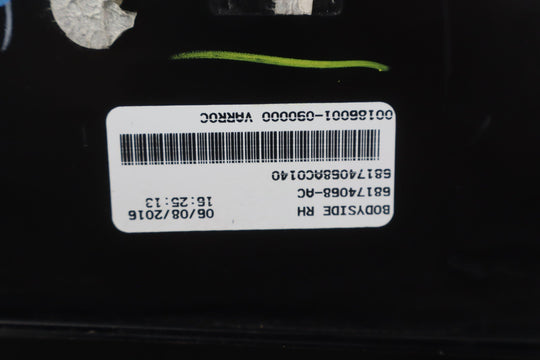 BODYSIDE RH 06/08/2016
68174068-AC 16:25:13
68174068AC0140
00186001-090000 VARROC